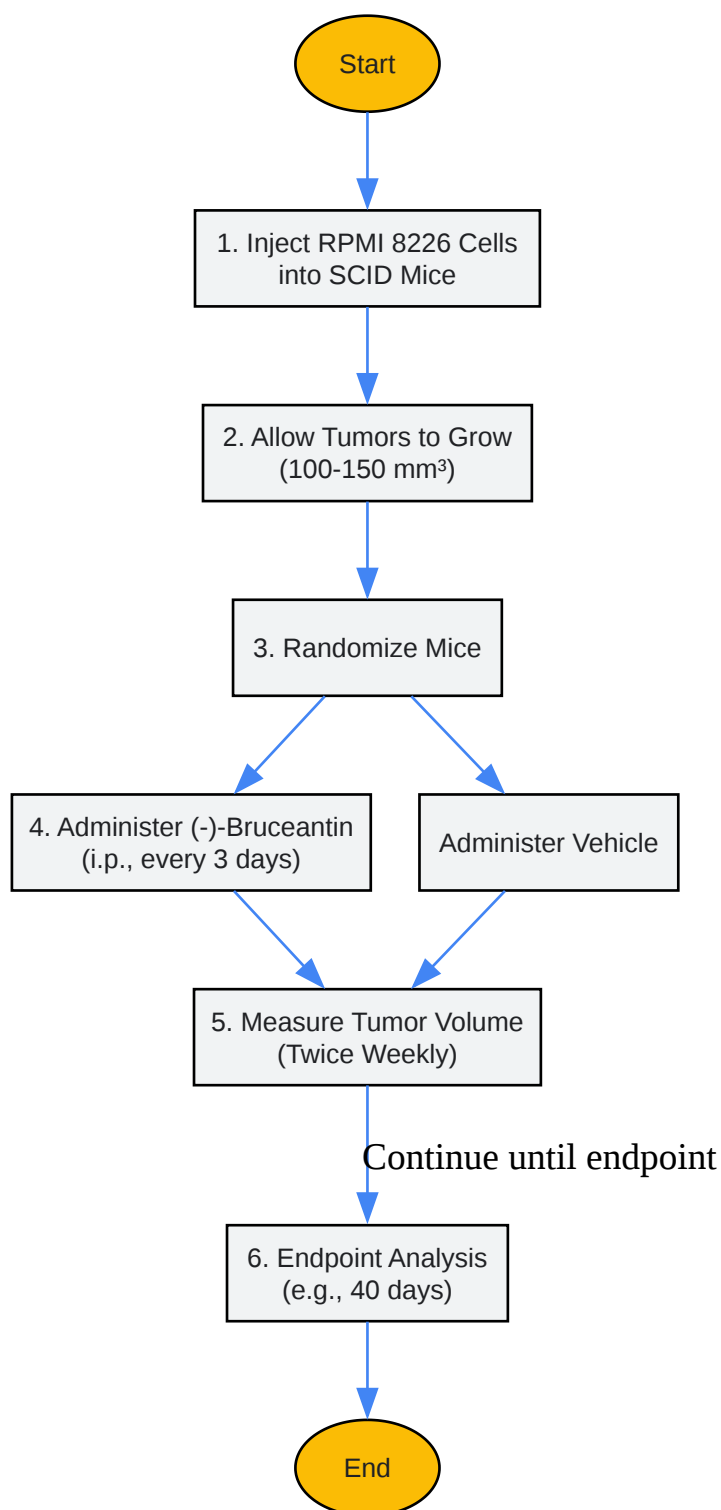 Start
1. Inject RPMI 8226 Cells
into SCID Mice
2. Allow Tumors to Grow
(100-150 mm³)
3. Randomize Mice
4. Administer (-)-Bruceantin
(i.p., every 3 days)
Administer Vehicle
5. Measure Tumor Volume
(Twice Weekly)
Continue until endpoint
6. Endpoint Analysis
(e.g., 40 days)
End